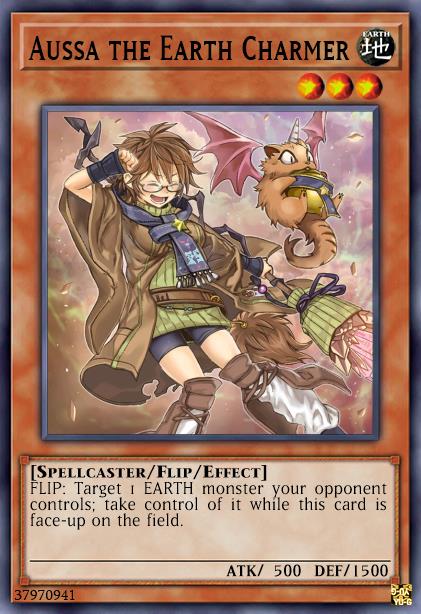 AUSSA THE EARTH CHARMER
EARTH
地
[SPELLCASTER/FLIP/EFFECT]
FLIP: Target 1 EARTH monster your opponent
controls; take control of it while this card is
face-up on the field.
ATK/ 500 DEF/1500
37970941